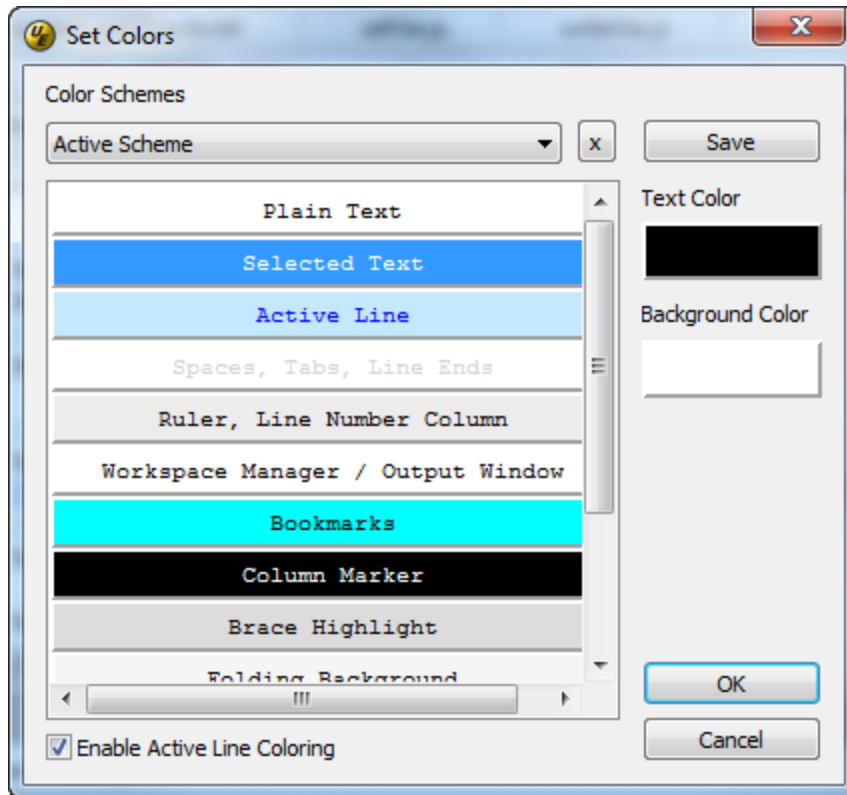 Set Colors
Color Schemes
Active Scheme
x
Save
Text Color
Plain Text
Selected Text
Active Line
Background Color
Spaces, Tabs, Line Ends
Ruler, Line Number Column
Workspace Manager / Output Window
Bookmarks
Column Marker
Brace Highlight
Folding Background
OK
Enable Active Line Coloring
Cancel